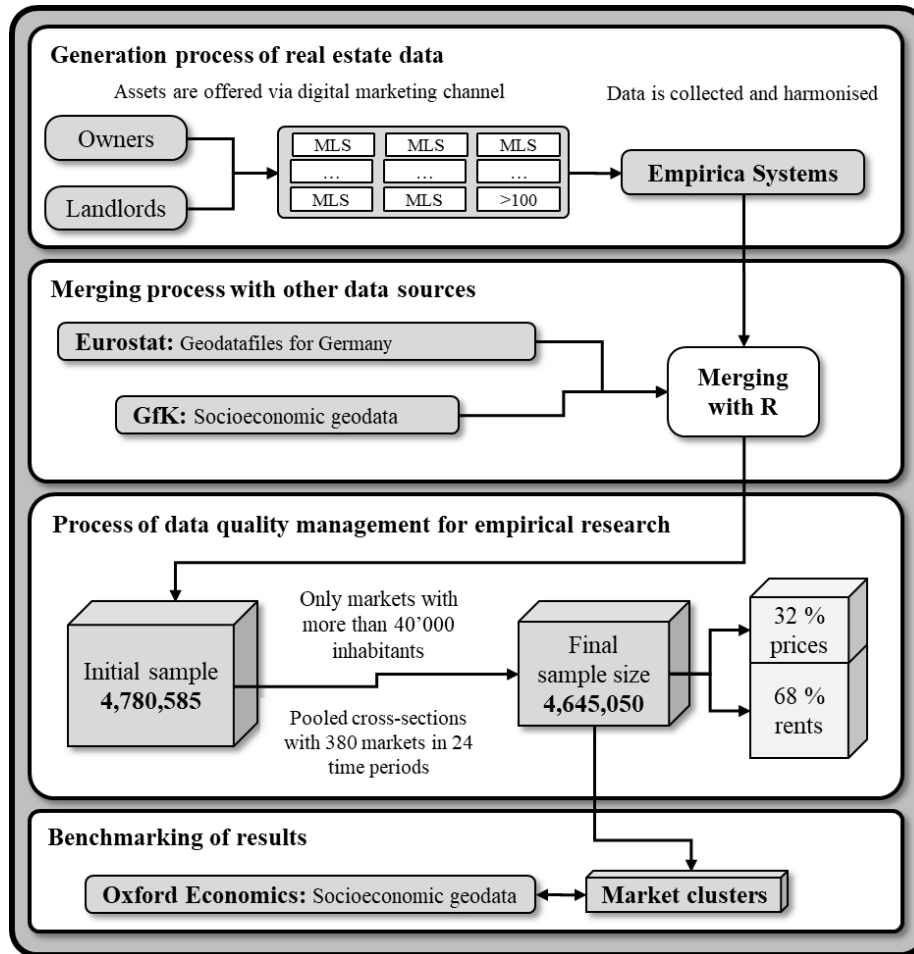 Generation process of real estate data
Assets are offered via digital marketing channel
Data is collected and harmonised
Owners
Landlords
MLS MLS MLS
… … …
MLS MLS >100
Empirica Systems
Merging process with other data sources
Eurostat: Geodatafiles for Germany
GfK: Socioeconomic geodata
Merging
with R
Process of data quality management for empirical research
Initial sample
4,780,585
Only markets with
more than 40’000
inhabitants
Pooled cross-sections
with 380 markets in 24
time periods
Final
sample size
4,645,050
32 %
prices
68 %
rents
Benchmarking of results
Oxford Economics: Socioeconomic geodata
Market clusters